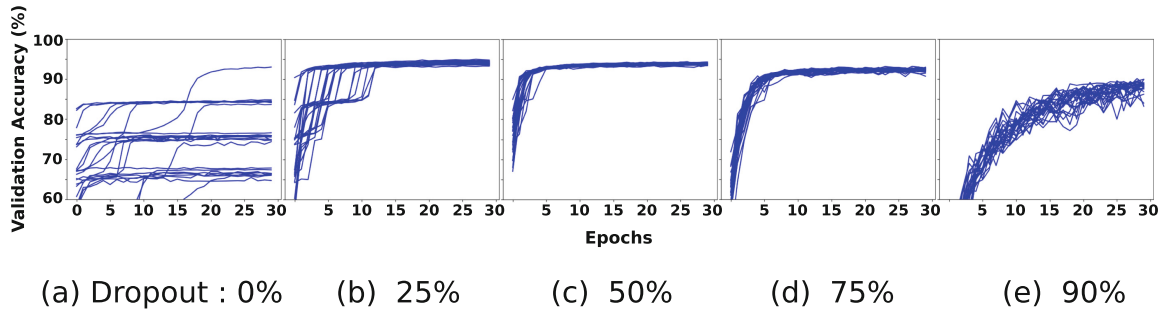 Validation Accuracy (%)
100
90
80
70
60
0 5 10 15 20 25 30 5 10 15 20 25 30 5 10 15 20 25 30 5 10 15 20 25 30 5 10 15 20 25 30
Epochs
(a) Dropout : 0% (b) 25% (c) 50% (d) 75% (e) 90%